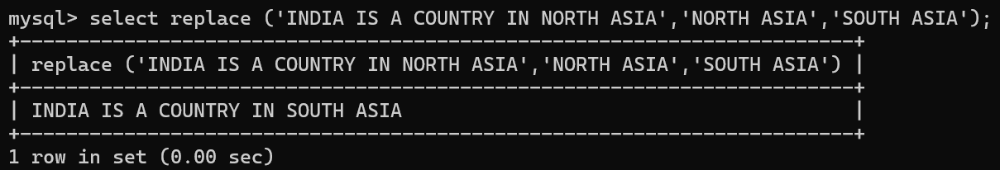 mysql> select replace ('INDIA IS A COUNTRY IN NORTH ASIA','NORTH ASIA','SOUTH ASIA');
+------------------------------------------------------------------------+
| replace ('INDIA IS A COUNTRY IN NORTH ASIA','NORTH ASIA','SOUTH ASIA') |
+------------------------------------------------------------------------+
| INDIA IS A COUNTRY IN SOUTH ASIA                                       |
+------------------------------------------------------------------------+
1 row in set (0.00 sec)